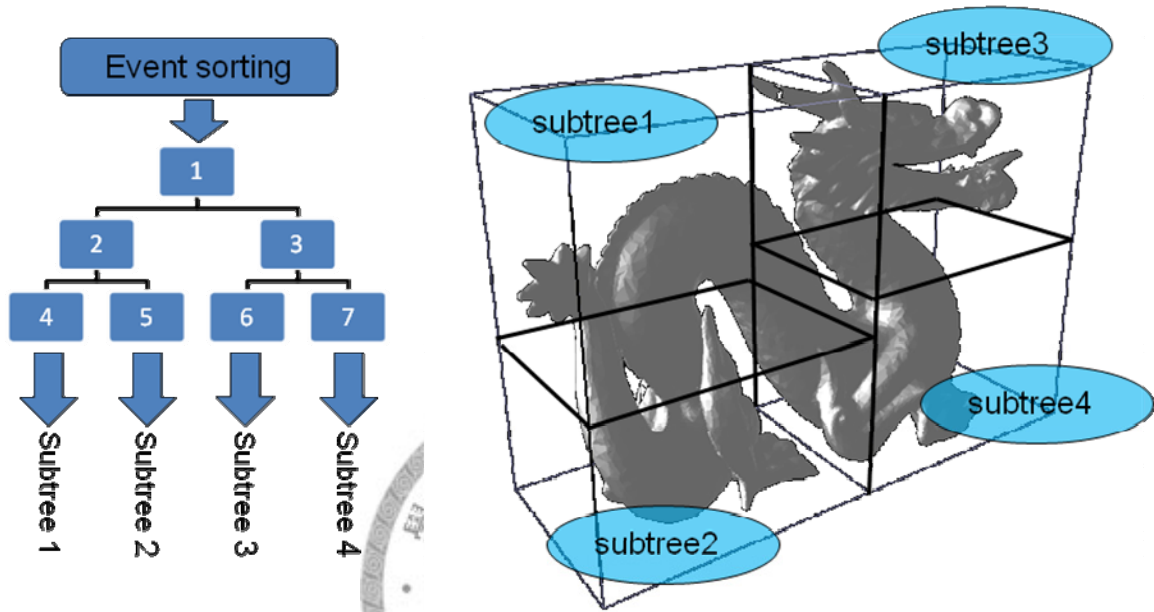 Event sorting
1
2
3
4
5
6
7
Subtree 1
Subtree 2
Subtree 3
Subtree 4
subtree1
subtree3
subtree4
subtree2